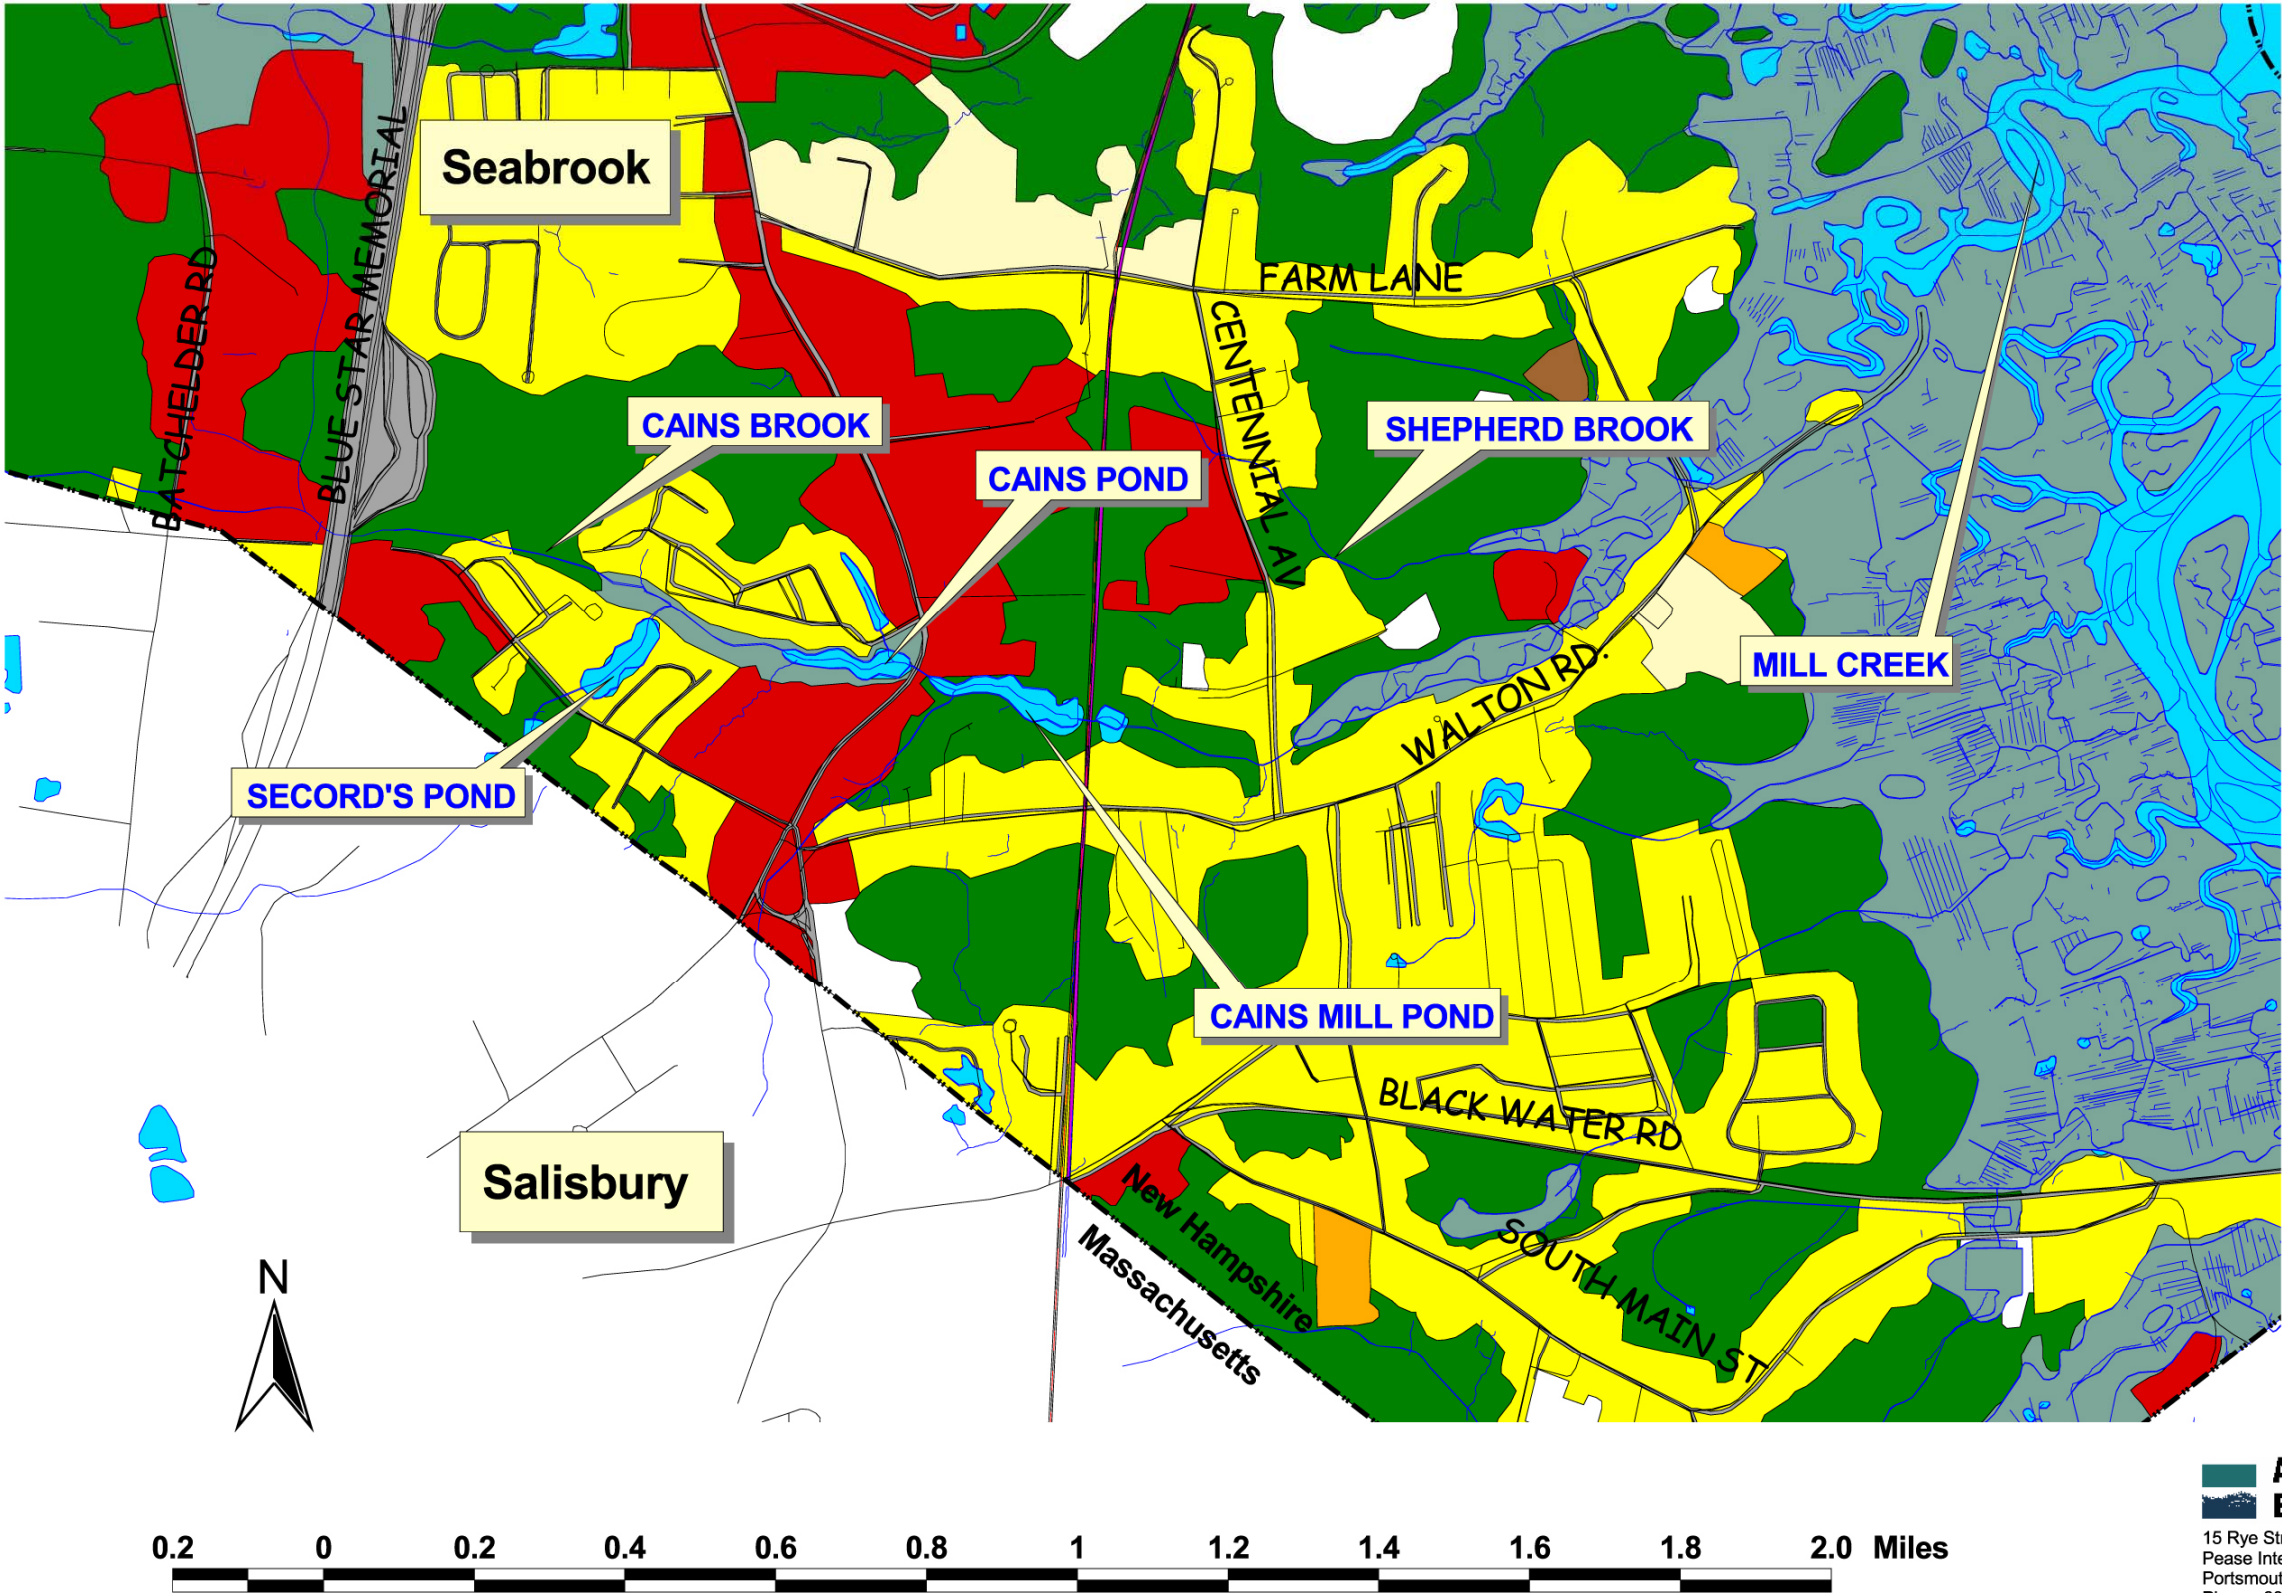 Seabrook
BATCHELDER RD
BLUE STAR MEMORIAL
FARM LANE
CENTENNIAL AV
CAINS BROOK
SHEPHERD BROOK
CAINS POND
MILL CREEK
WALTON RD.
SECORD'S POND
CAINS MILL POND
BLACK WATER RD
Salisbury
New Hampshire
Massachusetts
SOUTH MAIN ST
N
0.2 0 0.2 0.4 0.6 0.8 1 1.2 1.4 1.6 1.8 2.0 Miles
15 Rye Str
Pease Inte
Portsmout